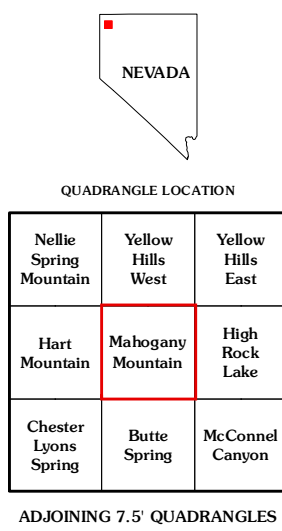 NEVADA
QUADRANGLE LOCATION
Nellie
Spring
Mountain
Yellow
Hills
West
Yellow
Hills
East
Hart
Mountain
Mahogany
Mountain
High
Rock
Lake
Chester
Lyons
Spring
Butte
Spring
McConnel
Canyon
ADJOINING 7.5' QUADRANGLES